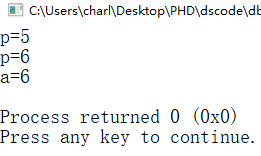 C:\Users\charl\Desktop\PHD\dscode\db
p=5
p=6
a=6
Process returned 0 (0x0)
Press any key to continue.